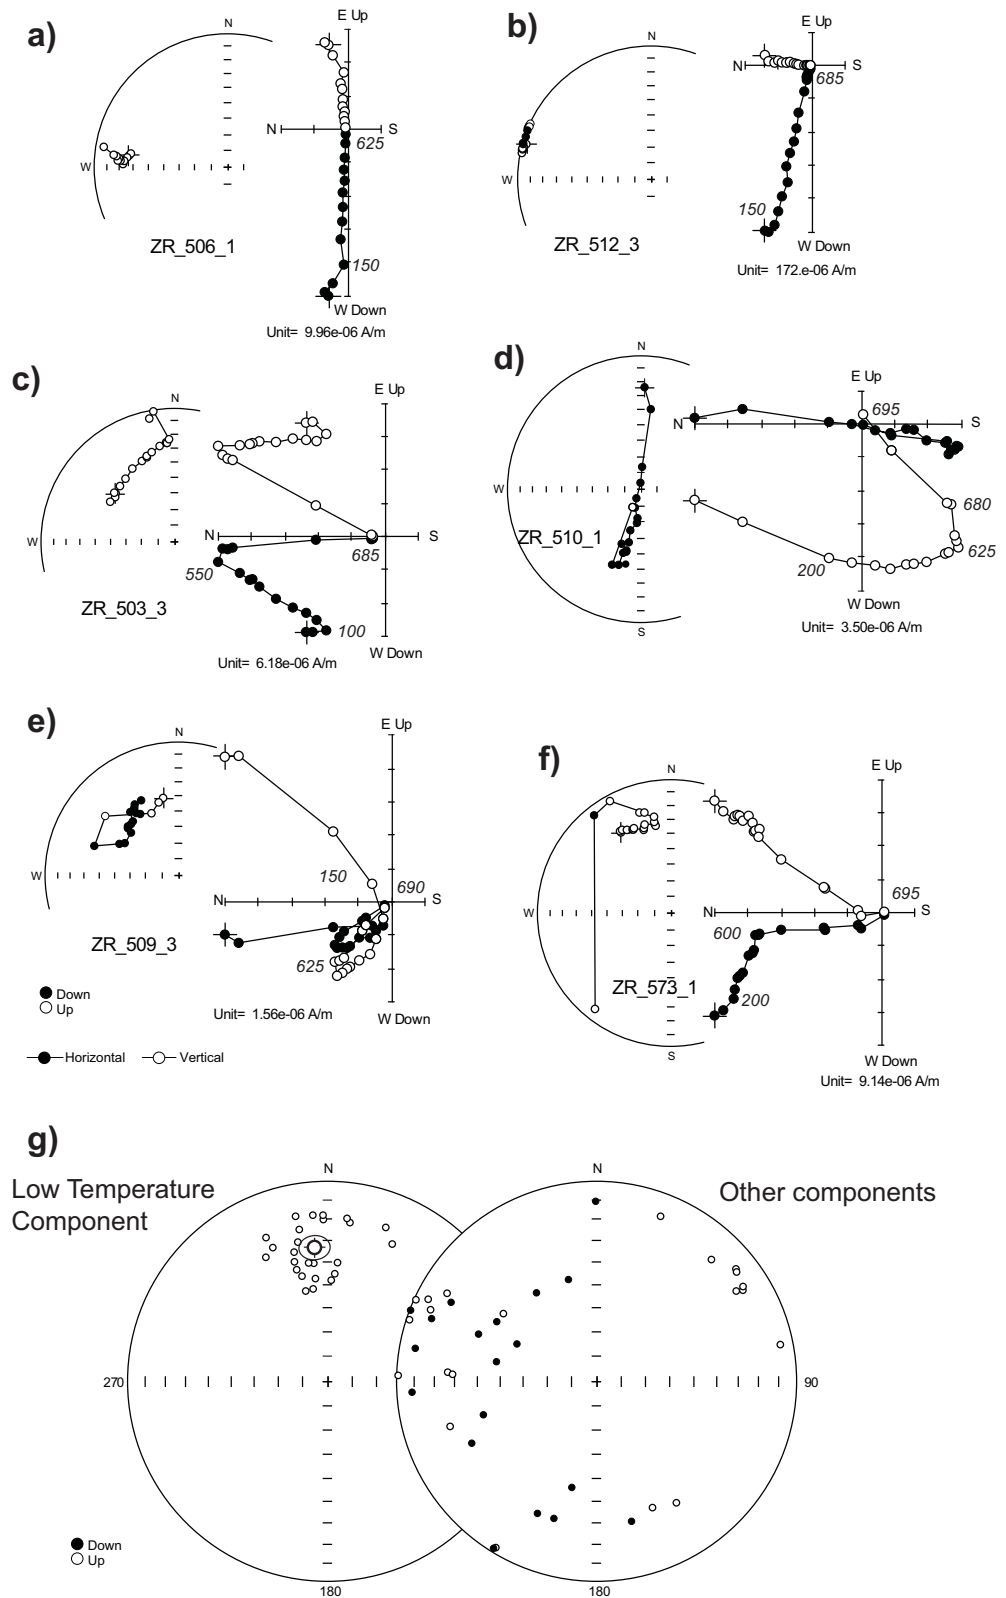 a)
N
W
ZR_506_1
E Up
N
S
625
150
W Down
Unit= 9.96e-06 A/m
b)
N
W
ZR_512_3
E Up
N
S
685
150
W Down
Unit= 172.e-06 A/m
c)
N
W
ZR_503_3
E Up
N
S
685
550
100
W Down
Unit= 6.18e-06 A/m
d)
N
W
ZR_510_1
S
E Up
695
N
S
680
625
200
W Down
Unit= 3.50e-06 A/m
e)
N
W
ZR_509_3
E Up
150
690
N
S
625
W Down
Unit= 1.56e-06 A/m
Down
Up
Horizontal
Vertical
f)
N
W
ZR_573_1
S
E Up
695
N
S
600
200
W Down
Unit= 9.14e-06 A/m
g)
Low Temperature
Component
N
270
180
Other components
N
90
180
Down
Up